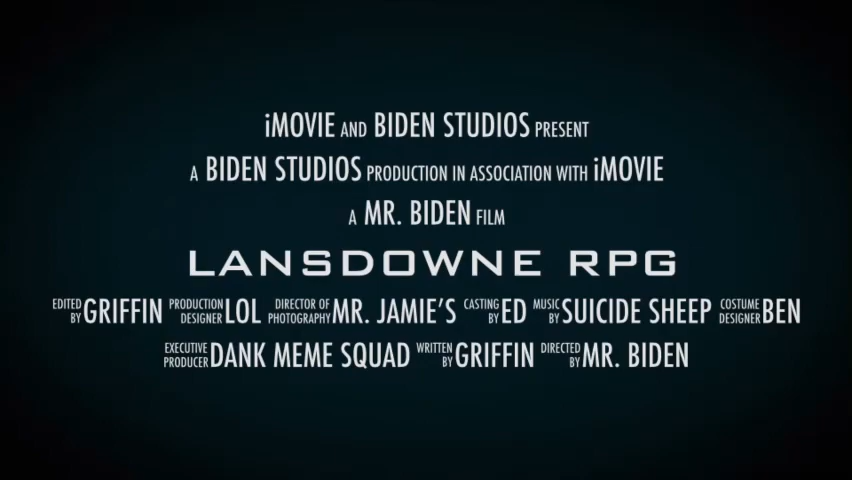 iMOVIE AND BIDEN STUDIOS PRESENT
A BIDEN STUDIOS PRODUCTION IN ASSOCIATION WITH iMOVIE
A MR. BIDEN FILM
LANSDOWNE RPG
EDITED BY GRIFFIN PRODUCTION DESIGNER LOL DIRECTOR OF PHOTOGRAPHY MR. JAMIE'S CASTING BY ED MUSIC BY SUICIDE SHEEP COSTUME DESIGNER BEN
EXECUTIVE PRODUCER DANK MEME SQUAD WRITTEN BY GRIFFIN DIRECTED BY MR. BIDEN